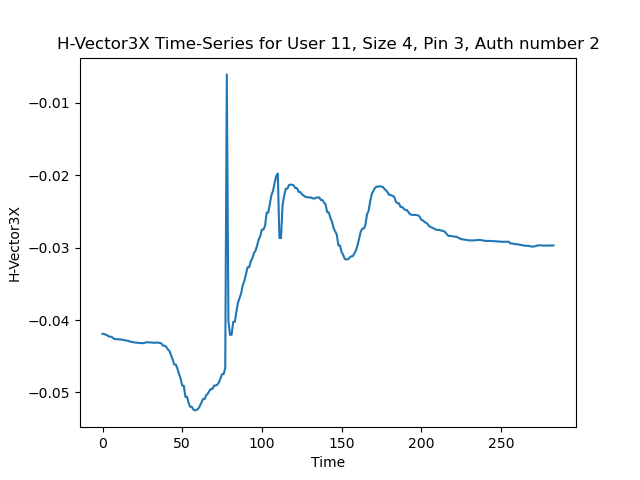 H-Vector3X Time-Series for User 11, Size 4, Pin 3, Auth number 2
−0.01
−0.02
−0.03
−0.04
−0.05
H-Vector3X
0 50 100 150 200 250
Time